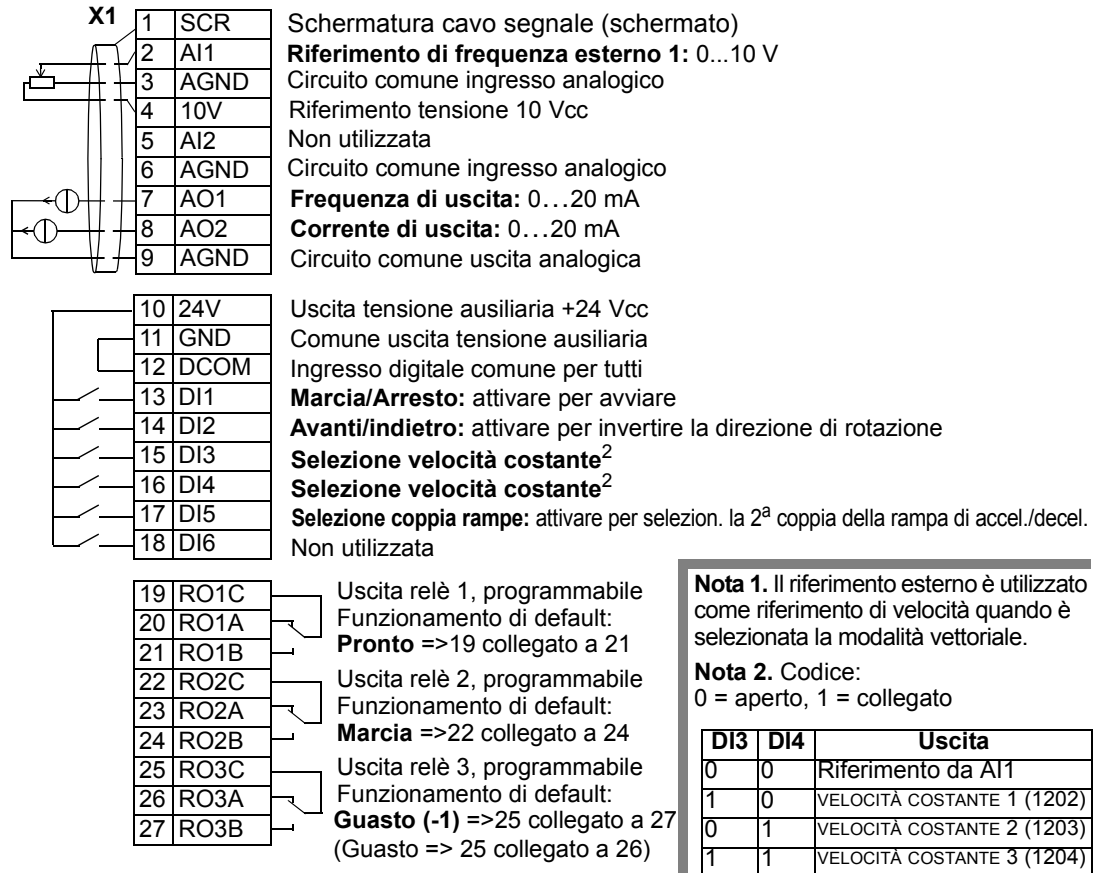 X1
1 SCR Schermatura cavo segnale (schermato)
2 AI1 Riferimento di frequenza esterno 1: 0...10 V
3 AGND Circuito comune ingresso analogico
4 10V Riferimento tensione 10 Vcc
5 AI2 Non utilizzata
6 AGND Circuito comune ingresso analogico
7 AO1 Frequenza di uscita: 0…20 mA
8 AO2 Corrente di uscita: 0…20 mA
9 AGND Circuito comune uscita analogica
10 24V Uscita tensione ausiliaria +24 Vcc
11 GND Comune uscita tensione ausiliaria
12 DCOM Ingresso digitale comune per tutti
13 DI1 Marcia/Arresto: attivare per avviare
14 DI2 Avanti/indietro: attivare per invertire la direzione di rotazione
15 DI3 Selezione velocità costante²
16 DI4 Selezione velocità costante²
17 DI5 Selezione coppia rampe: attivare per selezion. la 2ª coppia della rampa di accel./decel.
18 DI6 Non utilizzata
19 RO1C Uscita relè 1, programmabile
20 RO1A Funzionamento di default:
21 RO1B Pronto =>19 collegato a 21
22 RO2C Uscita relè 2, programmabile
23 RO2A Funzionamento di default:
24 RO2B Marcia =>22 collegato a 24
25 RO3C Uscita relè 3, programmabile
26 RO3A Funzionamento di default:
27 RO3B Guasto (-1) =>25 collegato a 27
(Guasto => 25 collegato a 26)
Nota 1. Il riferimento esterno è utilizzato
come riferimento di velocità quando è
selezionata la modalità vettoriale.
Nota 2. Codice:
0 = aperto, 1 = collegato
DI3 DI4 Uscita
0 0 Riferimento da AI1
1 0 VELOCITÀ COSTANTE 1 (1202)
0 1 VELOCITÀ COSTANTE 2 (1203)
1 1 VELOCITÀ COSTANTE 3 (1204)